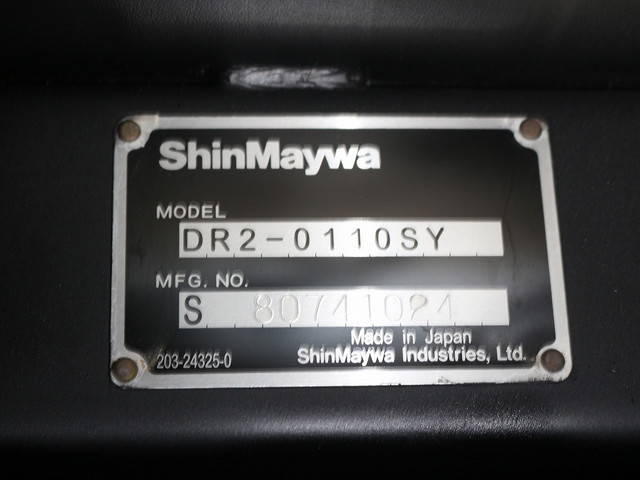 ShinMaywa
MODEL
DR2-0110SY
MFG. NO.
S 80741024
Made in Japan
203-24325-0
ShinMaywa Industries, Ltd.